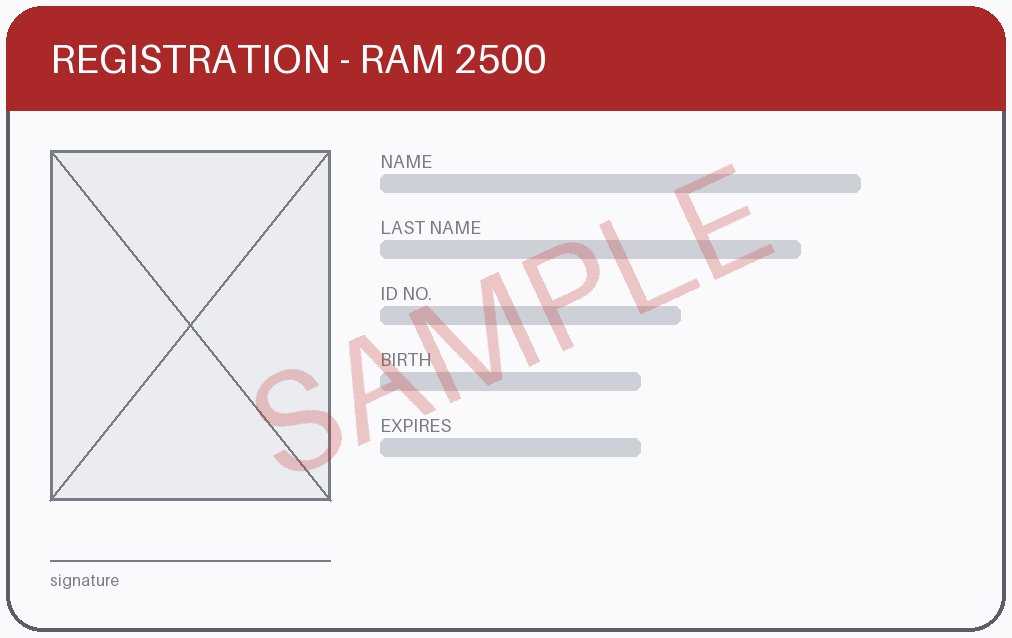 REGISTRATION - RAM 2500
NAME
LAST NAME
ID NO.
BIRTH
EXPIRES
SAMPLE
signature